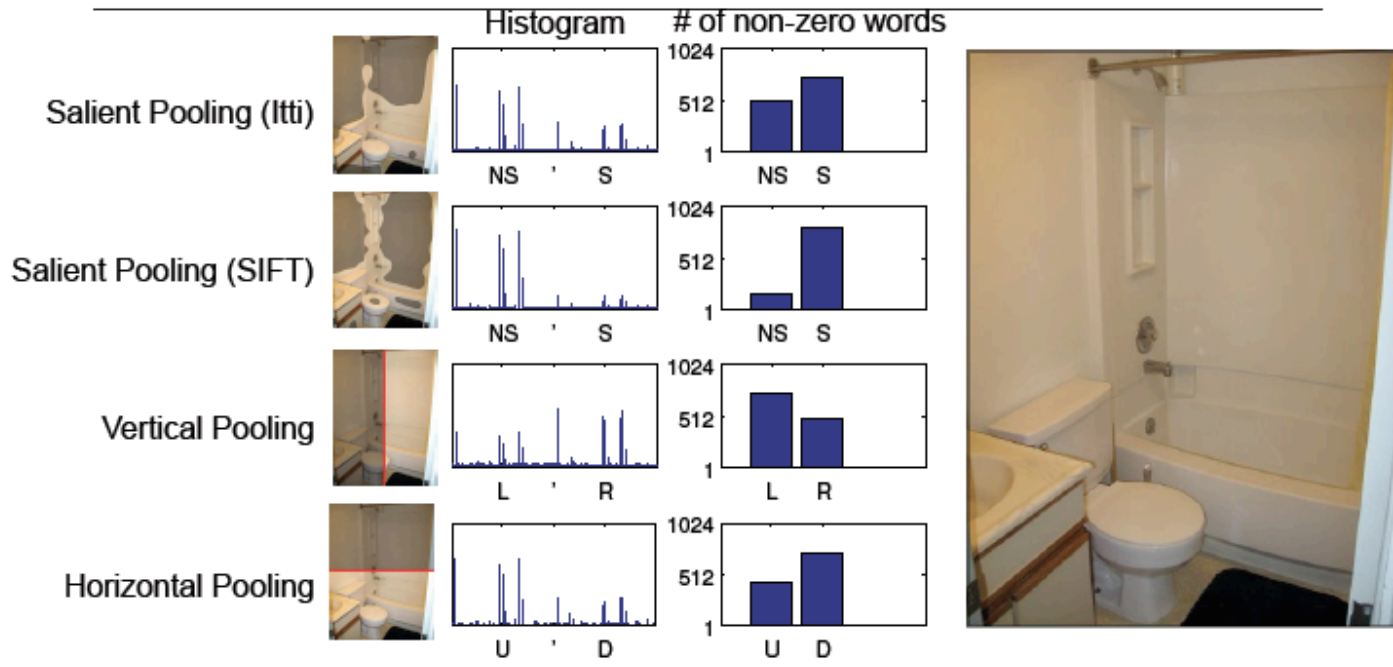 Histogram # of non-zero words
Salient Pooling (Itti)
1024
512
1
NS ' S
NS S
Salient Pooling (SIFT)
1024
512
1
NS ' S
NS S
Vertical Pooling
1024
512
1
L ' R
L R
Horizontal Pooling
1024
512
1
U ' D
U D